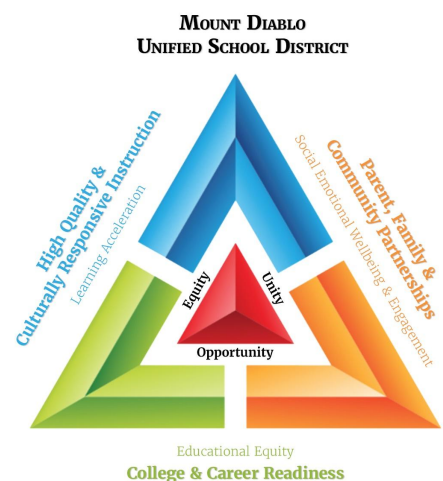 Mount Diablo
Unified School District
High Quality &
Culturally Responsive Instruction
Learning Acceleration
Parent, Family &
Community Partnerships
Social Emotional Wellbeing & Engagement
Equity
Unity
Opportunity
Educational Equity
College & Career Readiness